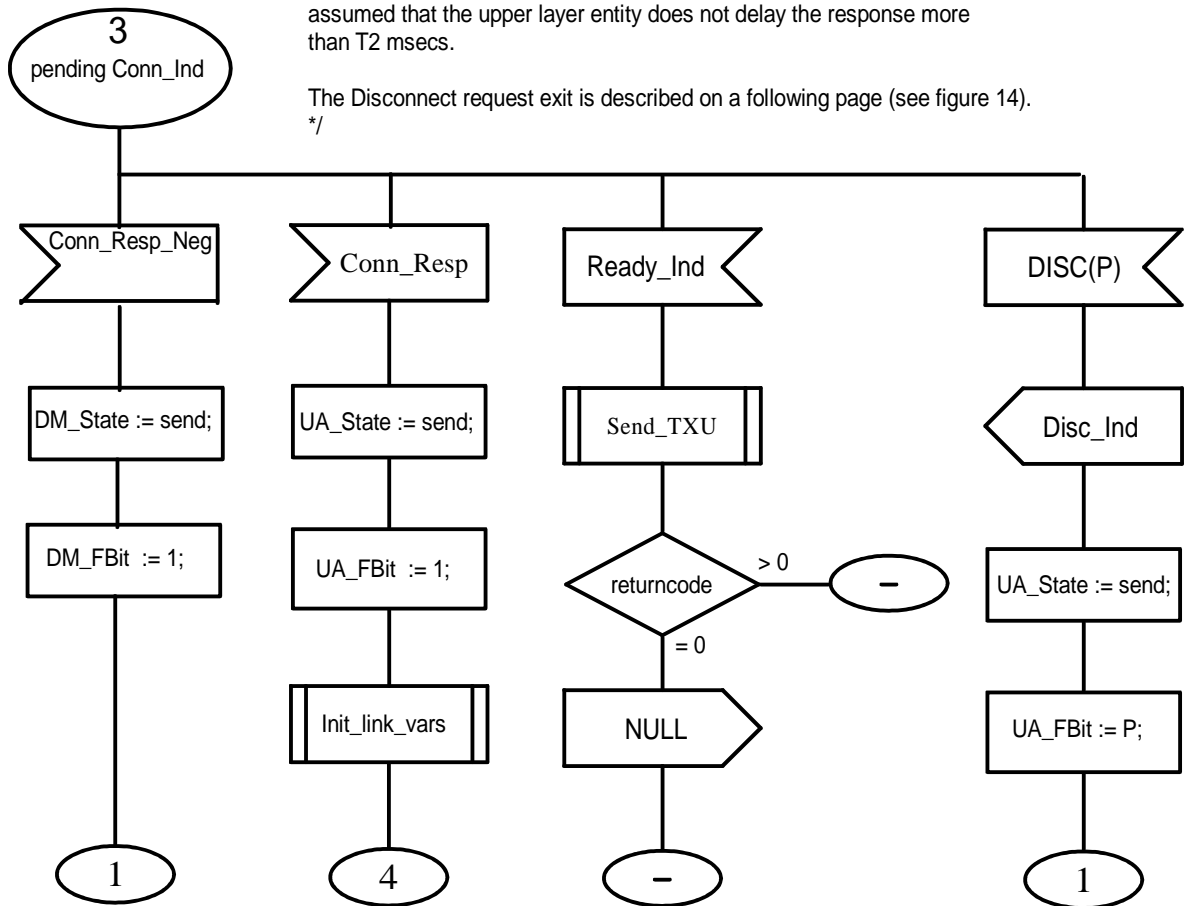 assumed that the upper layer entity does not delay the response more
than T2 msecs.
The Disconnect request exit is described on a following page (see figure 14).
*/
3
pending Conn_Ind
Conn_Resp_Neg
Conn_Resp
Ready_Ind
DISC(P)
DM_State := send;
UA_State := send;
Send_TXU
Disc_Ind
DM_FBit := 1;
UA_FBit := 1;
returncode
> 0
–
= 0
UA_State := send;
Init_link_vars
NULL
UA_FBit := P;
1
4
–
1